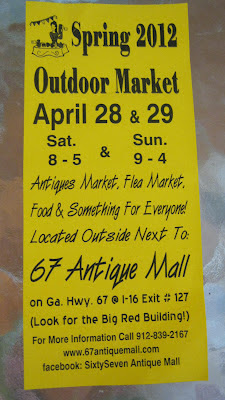 Spring 2012
Outdoor Market
April 28 & 29
Sat. & Sun.
8 - 5 9 - 4
Antiques Market, Flea Market,
Food & Something For Everyone!
Located Outside Next To:
67 Antique Mall
on Ga. Hwy. 67 @ I-16 Exit # 127
(Look for the Big Red Building!)
For More Information Call 912-839-2167
www.67antiquemall.com
facebook: SixtySeven Antique Mall